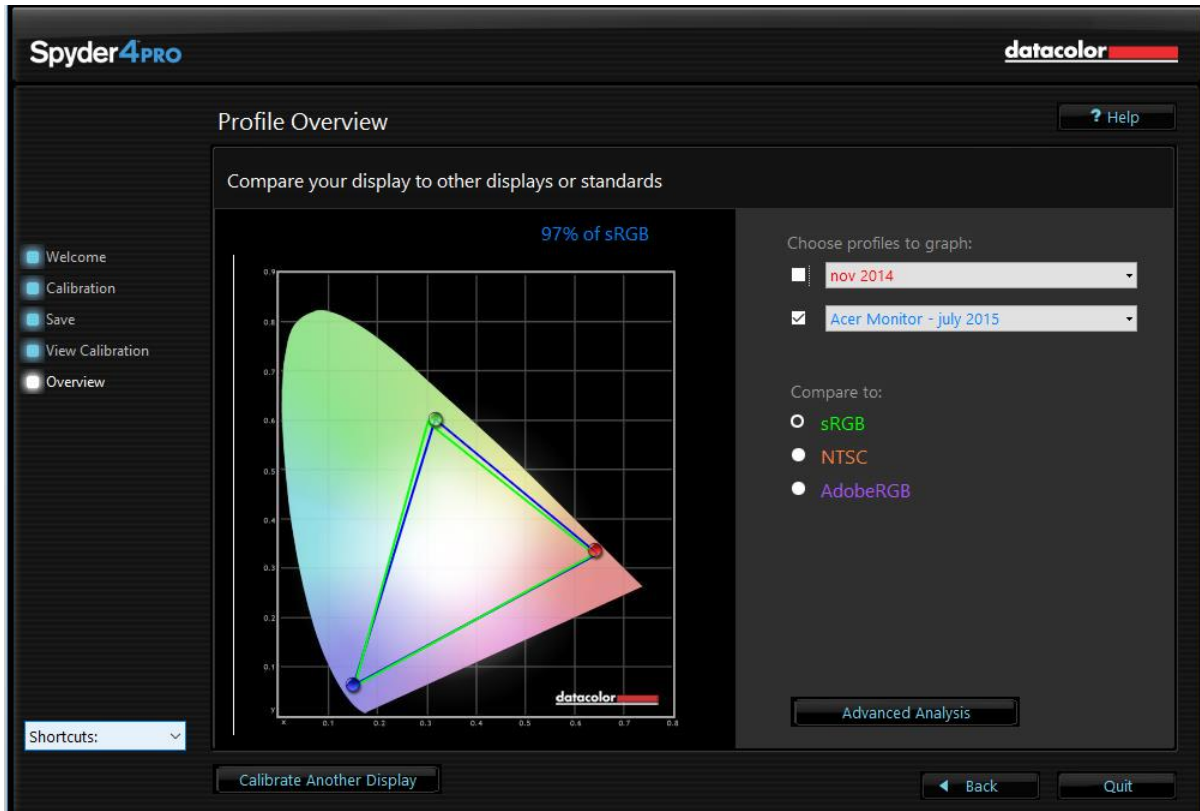 Spyder4PRO
datacolor
Profile Overview
? Help
Compare your display to other displays or standards
97% of sRGB
Choose profiles to graph:
nov 2014
Acer Monitor - july 2015
Compare to:
sRGB
NTSC
AdobeRGB
Welcome
Calibration
Save
View Calibration
Overview
0.9
0.8
0.7
0.6
0.5
0.4
0.3
0.2
0.1
y
x 0.1 0.2 0.3 0.4 0.5 0.6 0.7 0.8
datacolor
Advanced Analysis
Shortcuts:
Calibrate Another Display
Back
Quit